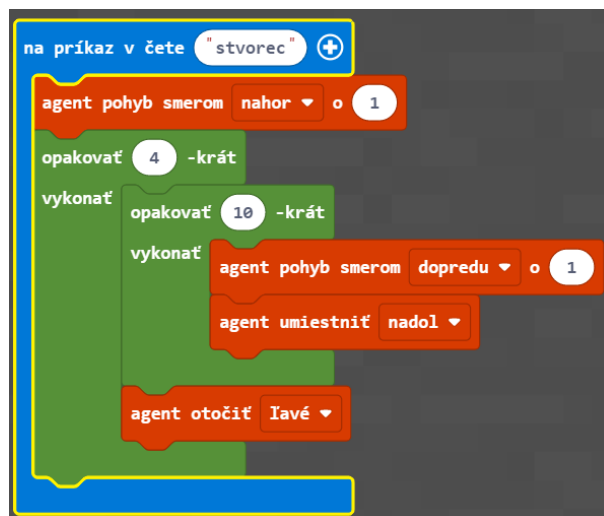 na príkaz v čete "stvorec"
agent pohyb smerom nahor o 1
opakovať 4 -krát
vykonať
opakovať 10 -krát
vykonať
agent pohyb smerom dopredu o 1
agent umiestniť nadol
agent otočiť ľavé